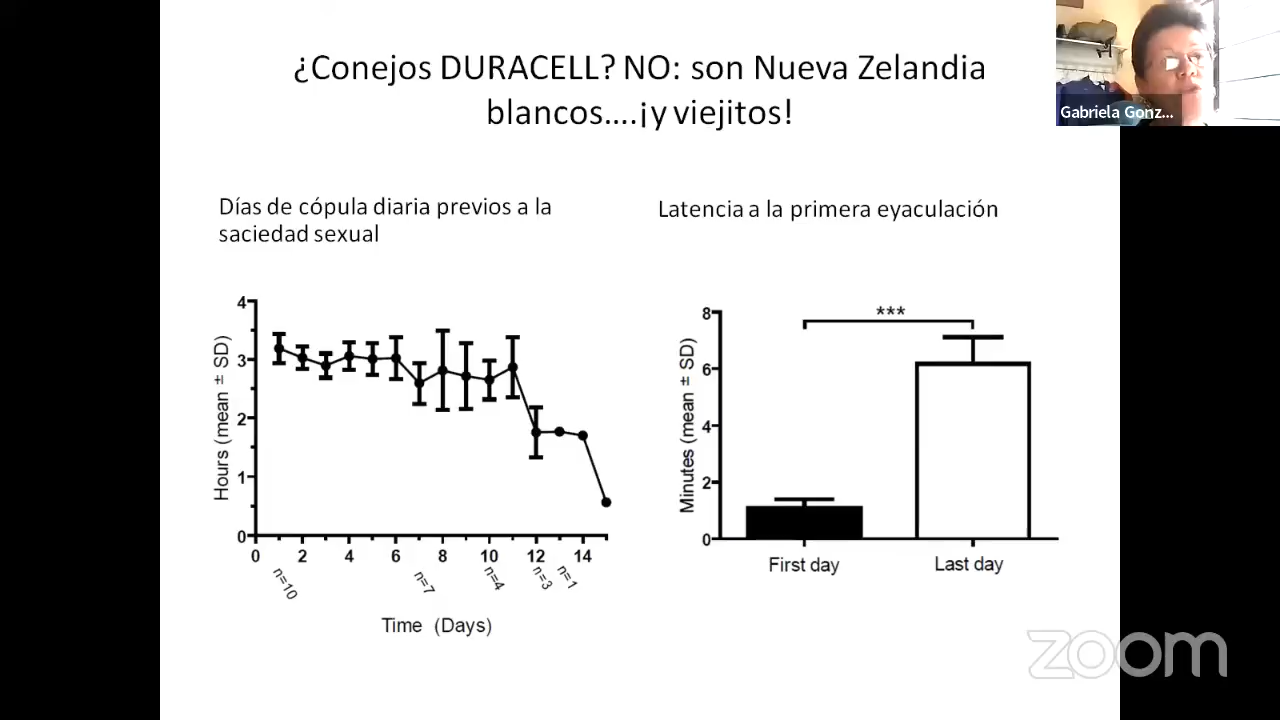 ¿Conejos DURACELL? NO: son Nueva Zelandia
blancos....¡y viejitos!
Gabriela Gonz...
Días de cópula diaria previos a la
saciedad sexual
Latencia a la primera eyaculación
Hours (mean ± SD)
4
3
2
1
0
0 2 4 6 8 10 12 14
n=10 n=7 n=4 n=3 n=1
Time (Days)
Minutes (mean ± SD)
8
6
4
2
0
***
First day Last day
zoom